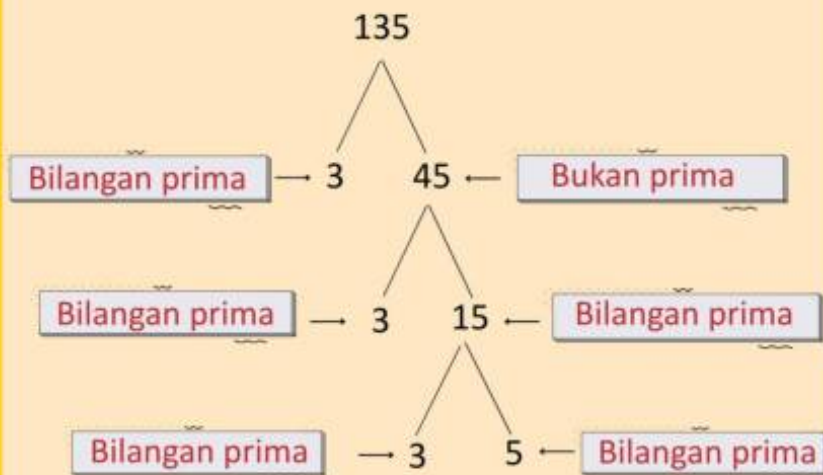 135
Bilangan prima → 3 45 ← Bukan prima
Bilangan prima → 3 15 ← Bilangan prima
Bilangan prima → 3 5 ← Bilangan prima